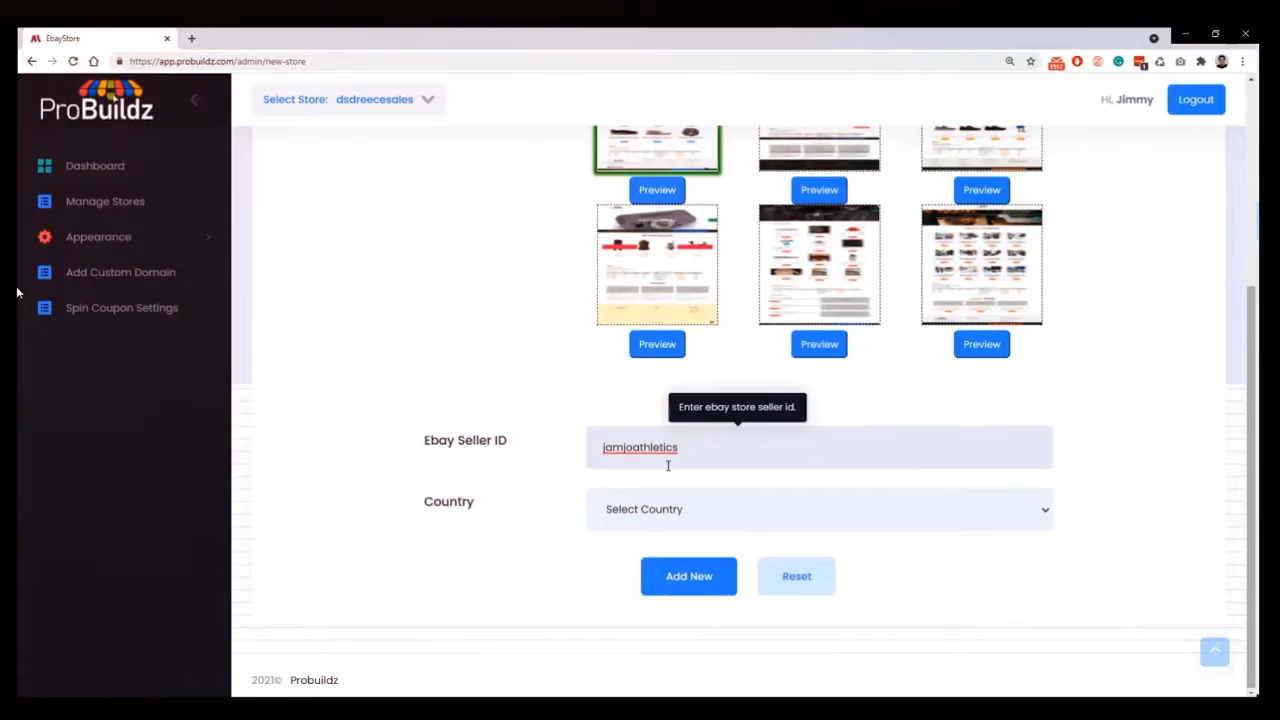 EbayStore
https://app.probuildz.com/admin/new-store
ProBuildz
Select Store: dsdreecesales
Hi, Jimmy
Logout
Dashboard
Manage Stores
Appearance
Add Custom Domain
Spin Coupon Settings
Preview Preview Preview
Preview Preview Preview
Enter ebay store seller id.
Ebay Seller ID
jamjoathletics
Country
Select Country
Add New
Reset
2021© Probuildz